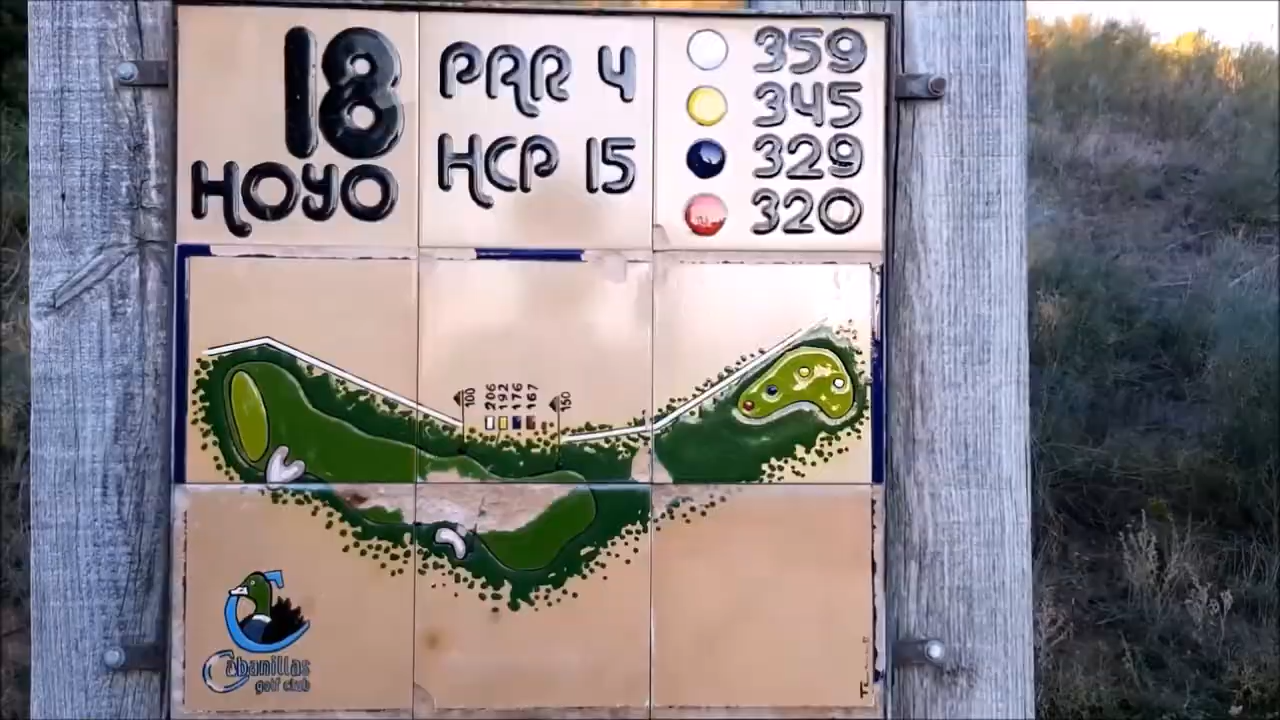 18
HOYO
PAR 4
HCP 15
359
345
329
320
100
206
192
176
167
150
Cabanillas
golf club